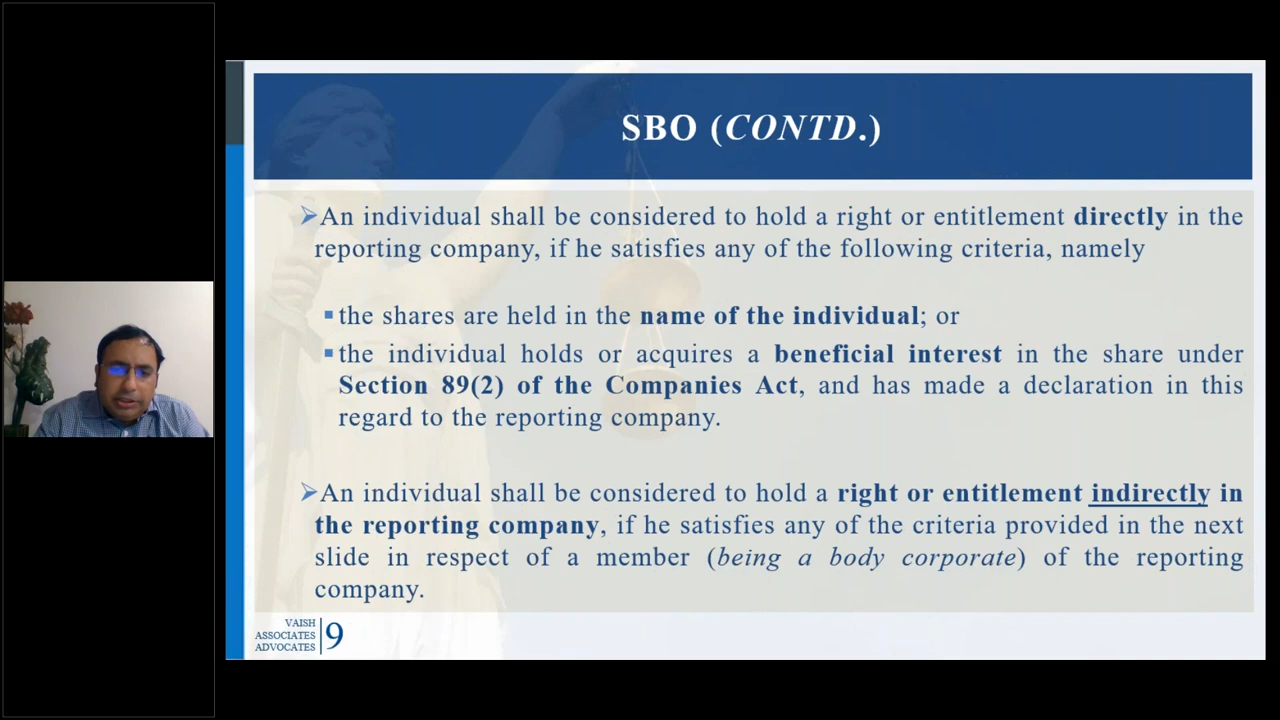 SBO (CONTD.)
➢An individual shall be considered to hold a right or entitlement directly in the
reporting company, if he satisfies any of the following criteria, namely
▪the shares are held in the name of the individual; or
▪the individual holds or acquires a beneficial interest in the share under
Section 89(2) of the Companies Act, and has made a declaration in this
regard to the reporting company.
➢An individual shall be considered to hold a right or entitlement indirectly in
the reporting company, if he satisfies any of the criteria provided in the next
slide in respect of a member (being a body corporate) of the reporting
company.
VAISH
ASSOCIATES
ADVOCATES
9